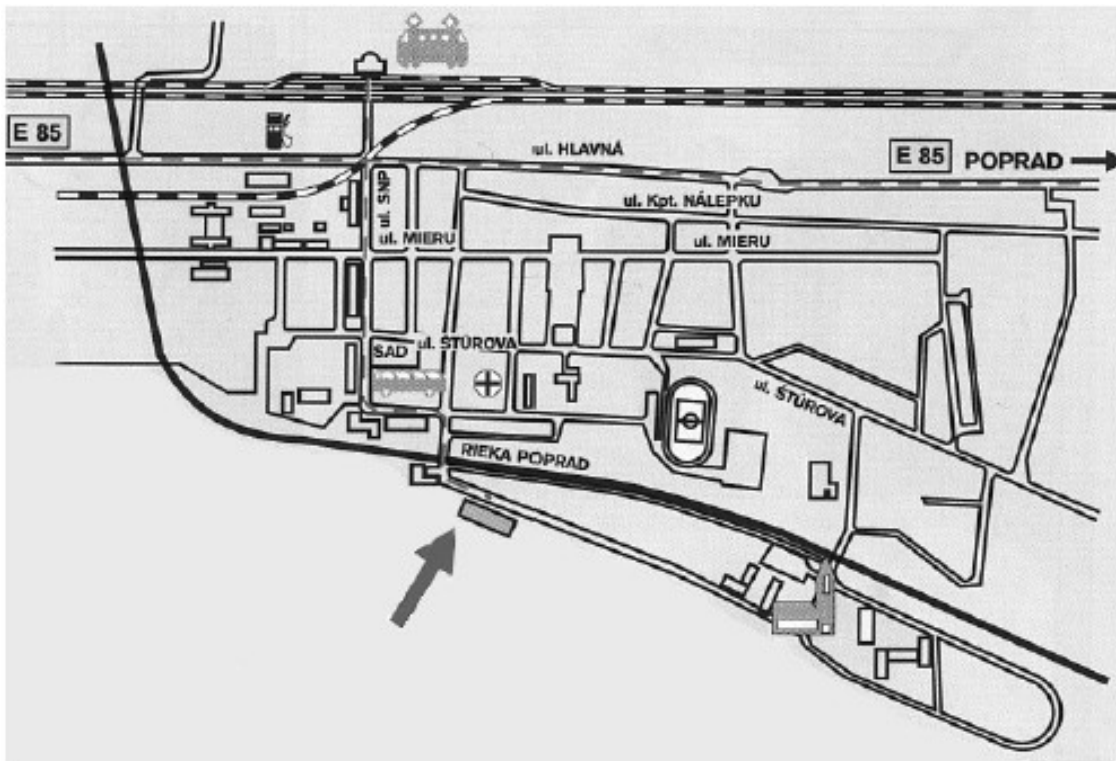 E 85
ul. HLAVNÁ
E 85 POPRAD
ul. SNP
ul. Kpt. NÁLEPKU
ul. MIERU
ul. MIERU
SAD
ul. ŠTÚROVA
ul. ŠTÚROVA
RIEKA POPRAD